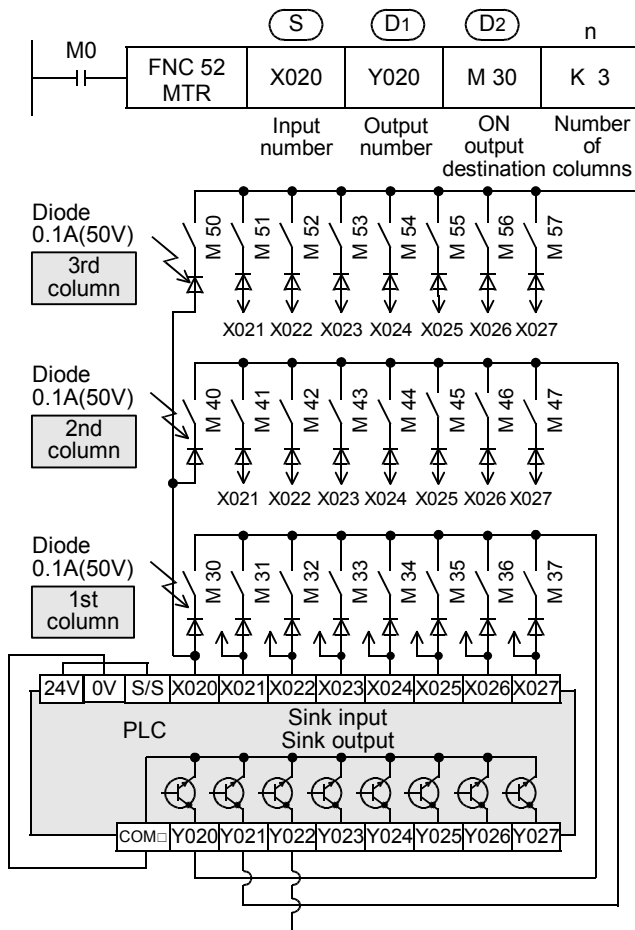 S D1 D2 n
M0
FNC 52 MTR X020 Y020 M 30 K 3
Input number
Output number
ON output destination
Number of columns
Diode
0.1A(50V)
3rd column
M 50 M 51 M 52 M 53 M 54 M 55 M 56 M 57
X021 X022 X023 X024 X025 X026 X027
Diode
0.1A(50V)
2nd column
M 40 M 41 M 42 M 43 M 44 M 45 M 46 M 47
X021 X022 X023 X024 X025 X026 X027
Diode
0.1A(50V)
1st column
M 30 M 31 M 32 M 33 M 34 M 35 M 36 M 37
24V 0V S/S X020 X021 X022 X023 X024 X025 X026 X027
PLC
Sink input
Sink output
COM□ Y020 Y021 Y022 Y023 Y024 Y025 Y026 Y027